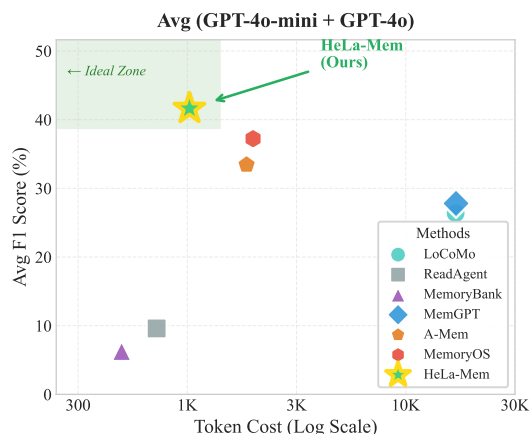 Avg (GPT-4o-mini + GPT-4o)
HeLa-Mem
(Ours)
← Ideal Zone
Avg F1 Score (%)
50
40
30
20
10
0
Methods
LoCoMo
ReadAgent
MemoryBank
MemGPT
A-Mem
MemoryOS
HeLa-Mem
300 1K 3K 10K 30K
Token Cost (Log Scale)